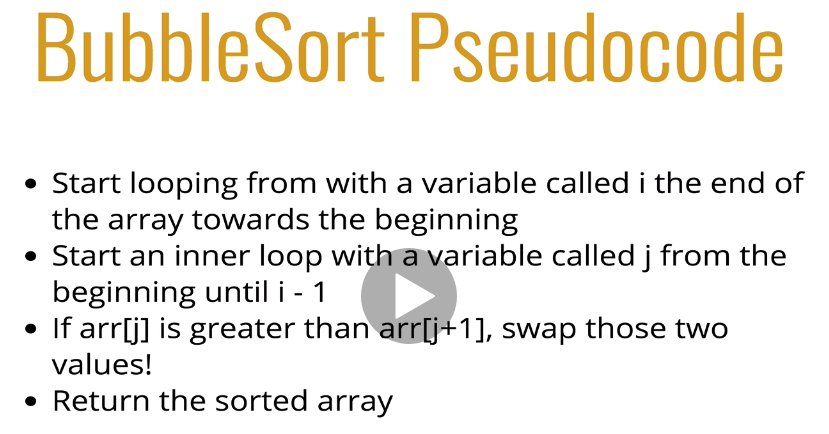 BubbleSort Pseudocode
• Start looping from with a variable called i the end of
the array towards the beginning
• Start an inner loop with a variable called j from the
beginning until i - 1
• If arr[j] is greater than arr[j+1], swap those two
values!
• Return the sorted array